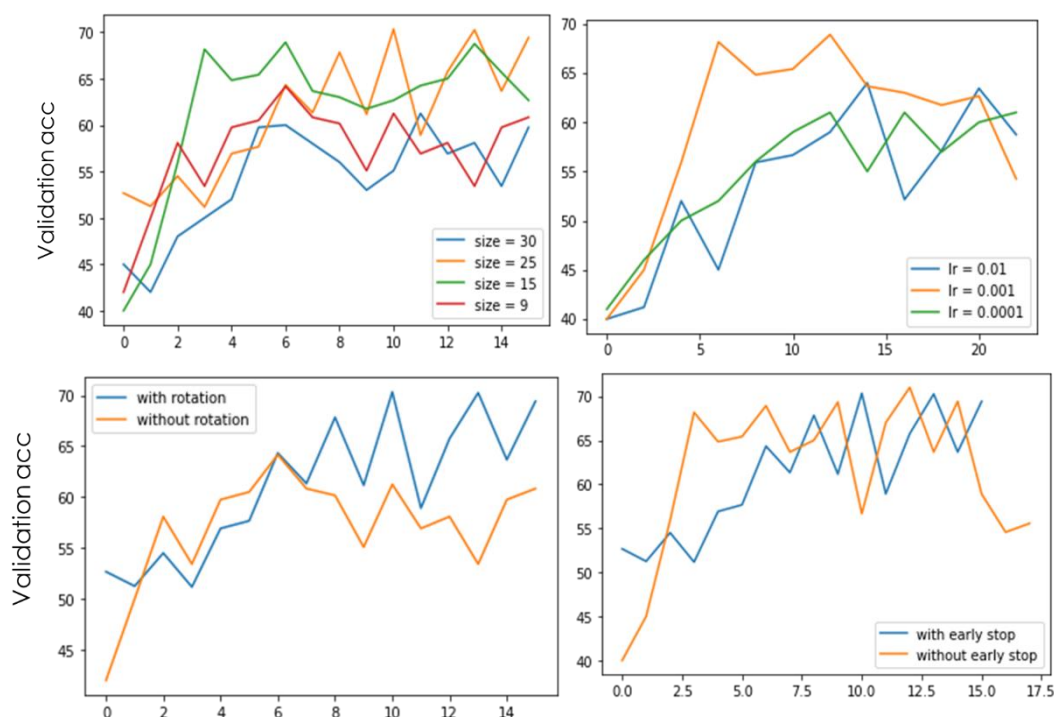 Validation acc
70
65
60
55
50
45
40
0 2 4 6 8 10 12 14
size = 30
size = 25
size = 15
size = 9
70
65
60
55
50
45
40
0 5 10 15 20
lr = 0.01
lr = 0.001
lr = 0.0001
Validation acc
70
65
60
55
50
45
0 2 4 6 8 10 12 14
with rotation
without rotation
70
65
60
55
50
45
40
0.0 2.5 5.0 7.5 10.0 12.5 15.0 17.5
with early stop
without early stop